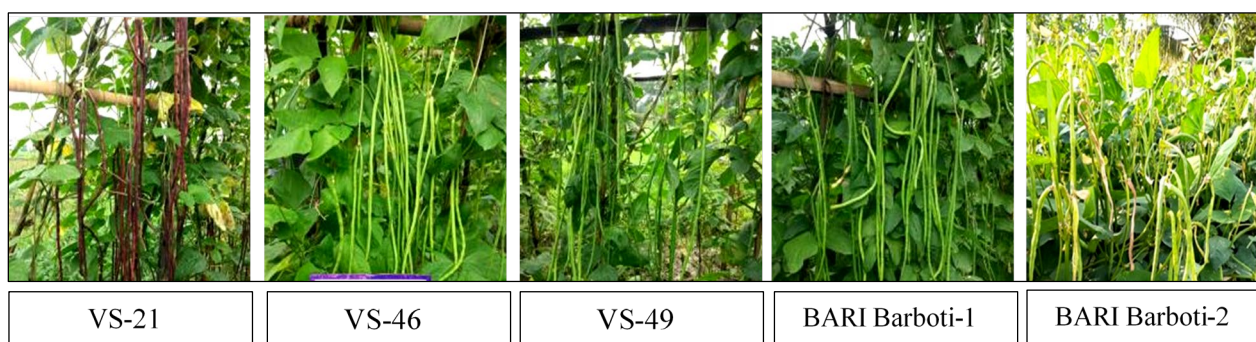 VS-21
VS-46
VS-49
BARI Barboti-1
BARI Barboti-2